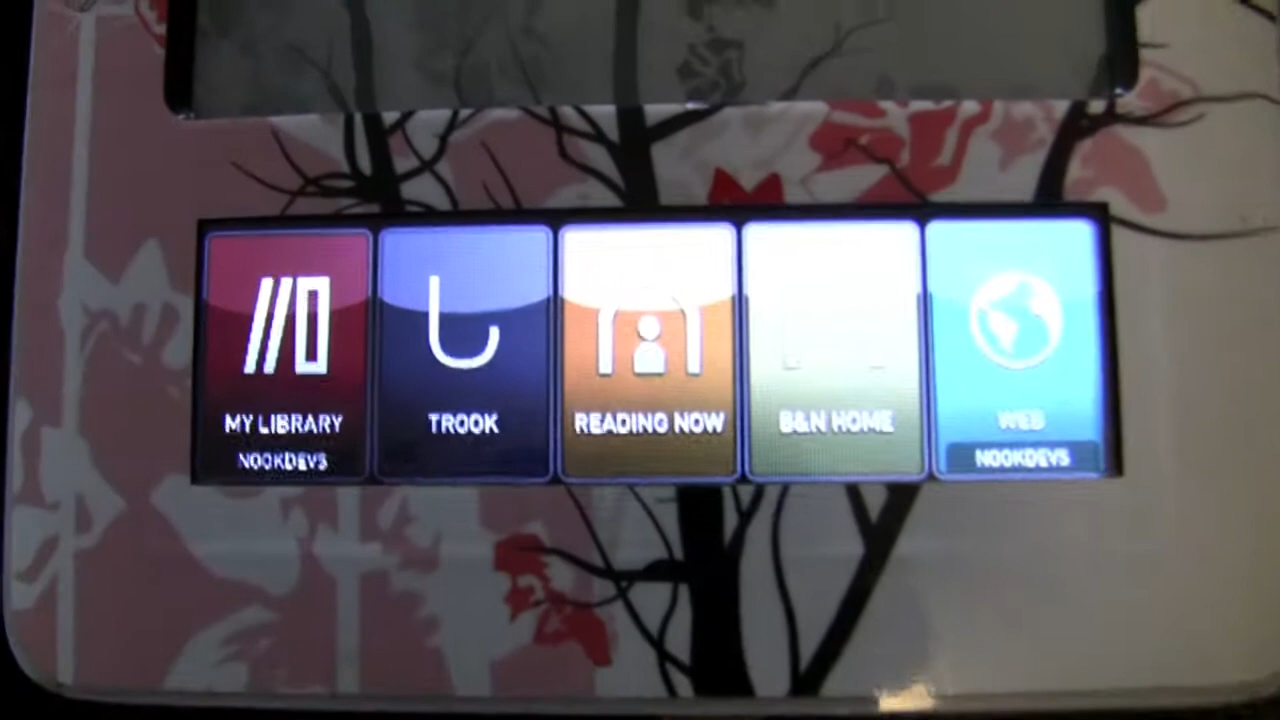 MY LIBRARY
NOOKDEVS
TROOK
READING NOW
B&N HOME
WEB
NOOKDEVS